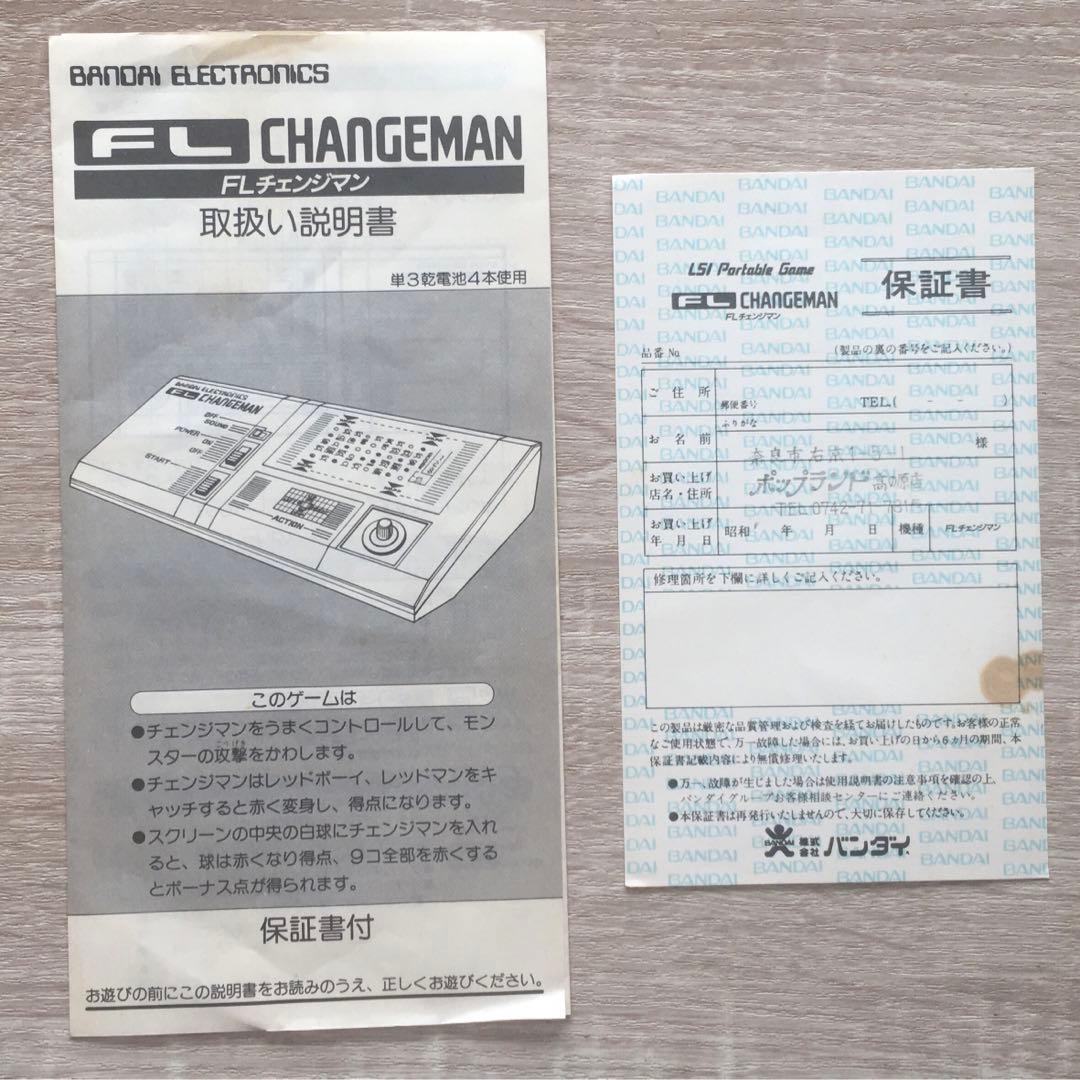 BANDAI ELECTRONICS
FL CHANGEMAN
FLチェンジマン
取扱い説明書
単3乾電池4本使用
BANDAI ELECTRONICS
FL CHANGEMAN
OFF
SOUND
ON
POWER
OFF
START
ACTION
このゲームは
●チェンジマンをうまくコントロールして、モン
スターの攻撃をかわします。
●チェンジマンはレッドボーイ、レッドマンをキ
ャッチすると赤く変身し、得点になります。
●スクリーンの中央の白球にチェンジマンを入れ
ると、球は赤くなり得点、9コ全部を赤くする
とボーナス点が得られます。
保証書付
お遊びの前にこの説明書をお読みのうえ、正しくお遊びください。
LSI Portable Game
FL CHANGEMAN
FLチェンジマン
保証書
品番 No.
(製品の裏の番号をご記入ください。)
ご住所
郵便番号
TEL( - - )
ふりがな
お名前
様
お買い上げ
店名・住所
奈良市右京1-5-1
ポップランド高の原店
TEL 0742-71-
お買い上げ
年月日
昭和 年 月 日
機種
FLチェンジマン
修理箇所を下欄に詳しくご記入ください。
この製品は厳密な品質管理および検査を経てお届けしたものです。お客様の正常
なご使用状態で、万一故障した場合には、お買い上げの日から6ヵ月の期間、本
保証書記載内容により無償修理いたします。
●万一、故障が生じました場合は使用説明書の注意事項を確認の上、
バンダイグループお客様相談センターにご連絡ください。
●本保証書は再発行いたしませんので、大切に保存してください。
BANDAI 株式会社 バンダイ